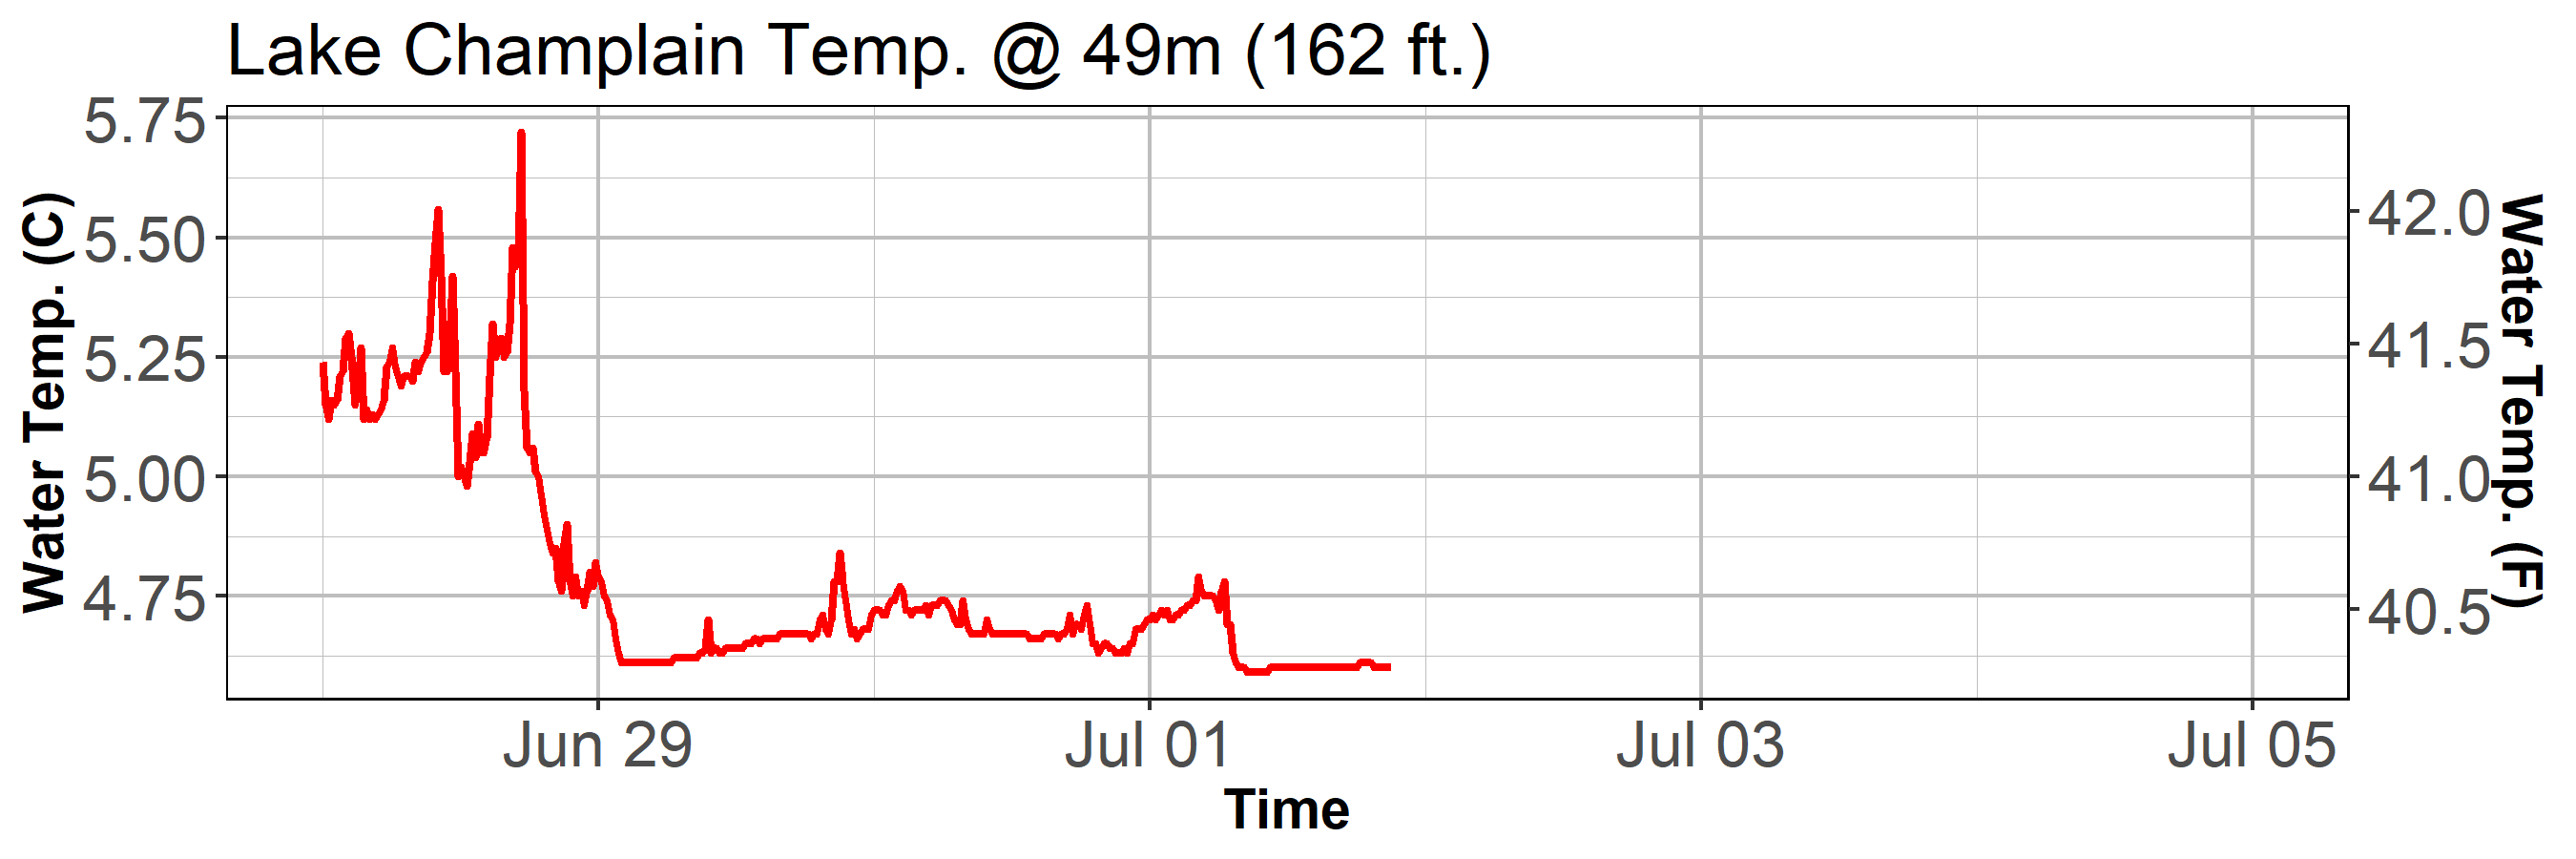 Lake Champlain Temp. @ 49m (162 ft.)
Water Temp. (C)
5.75
5.50
5.25
5.00
4.75
42.0
41.5
41.0
40.5
Water Temp. (F)
Jun 29 Jul 01 Jul 03 Jul 05
Time